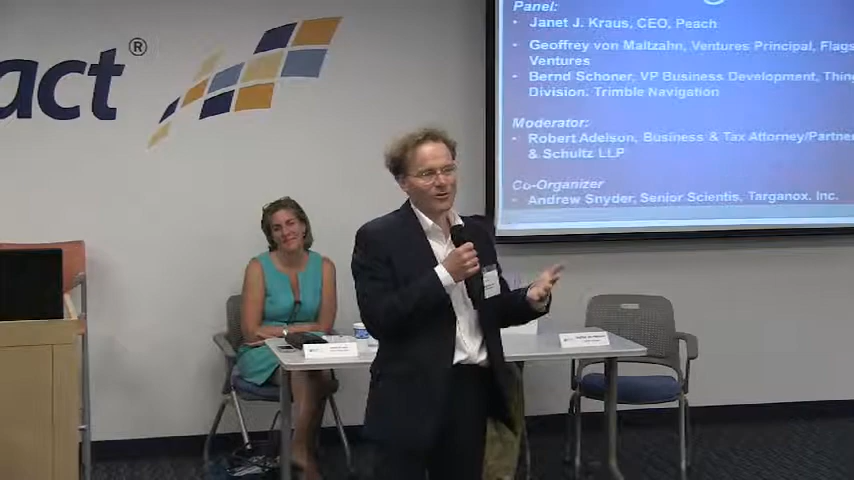 act®
Panel:
• Janet J. Kraus, CEO, Peach
• Geoffrey von Maltzahn, Ventures Principal, Flags
Ventures
• Bernd Schoner, VP Business Development, Thing
Division. Trimble Navigation
Moderator:
• Robert Adelson, Business & Tax Attorney/Partner
& Schultz LLP
Co-Organizer
• Andrew Snyder, Senior Scientis, Targanox, Inc.